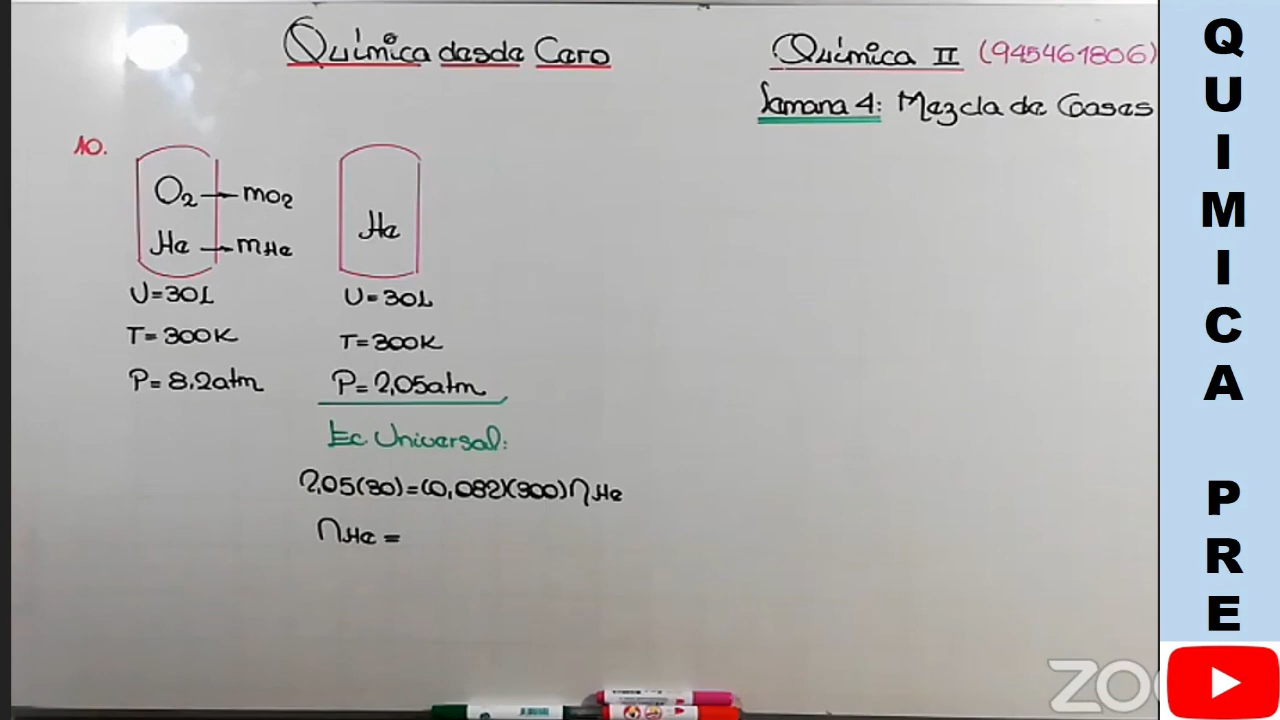 Química desde Cero
Química II (945461806)
Semana 4: Mezcla de Gases
10.
O₂ → mO₂
He → mHe
He
V=30L
T=300K
P=8,2atm
V=30L
T=300K
P=2,05atm
Ec Universal:
2,05(30)=(0,082)(300)nHe
nHe =
QUIMICA PRE
ZOO